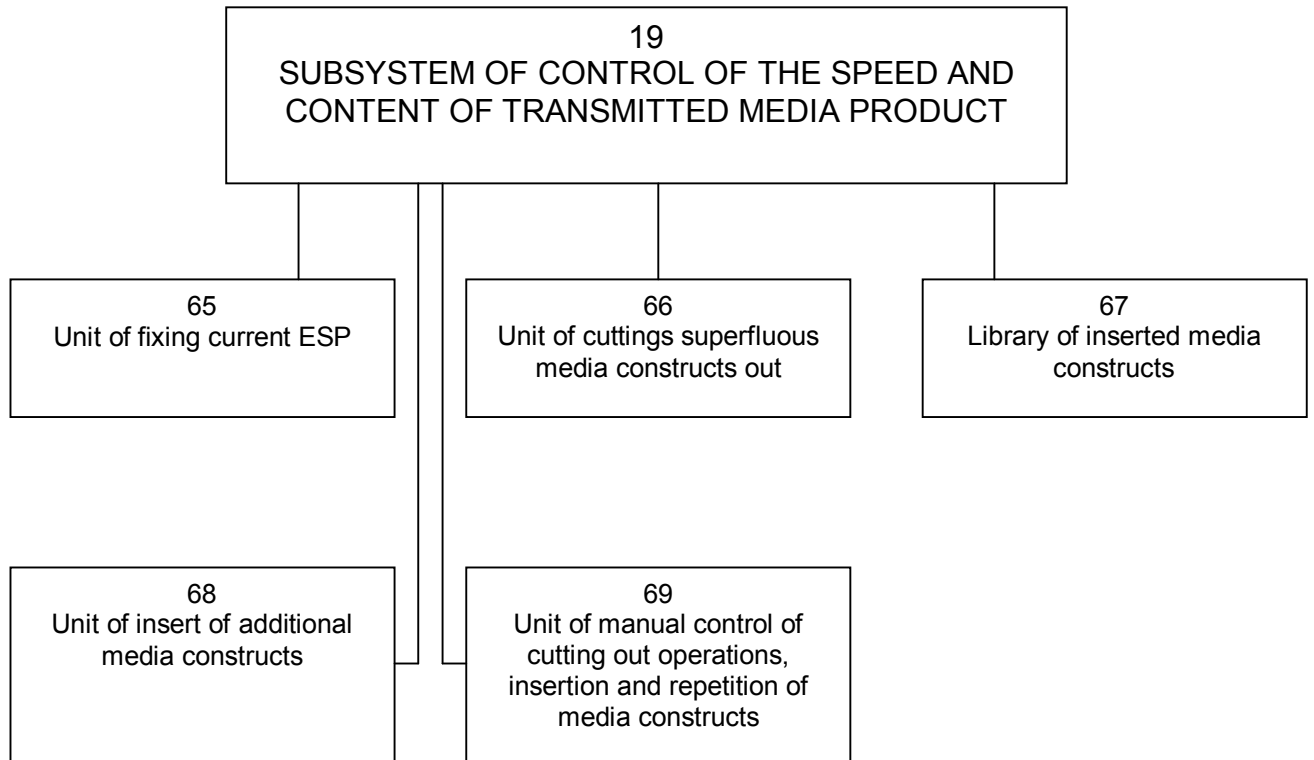 19
SUBSYSTEM OF CONTROL OF THE SPEED AND
CONTENT OF TRANSMITTED MEDIA PRODUCT
65
Unit of fixing current ESP
66
Unit of cuttings superfluous
media constructs out
67
Library of inserted media
constructs
68
Unit of insert of additional
media constructs
69
Unit of manual control of
cutting out operations,
insertion and repetition of
media constructs